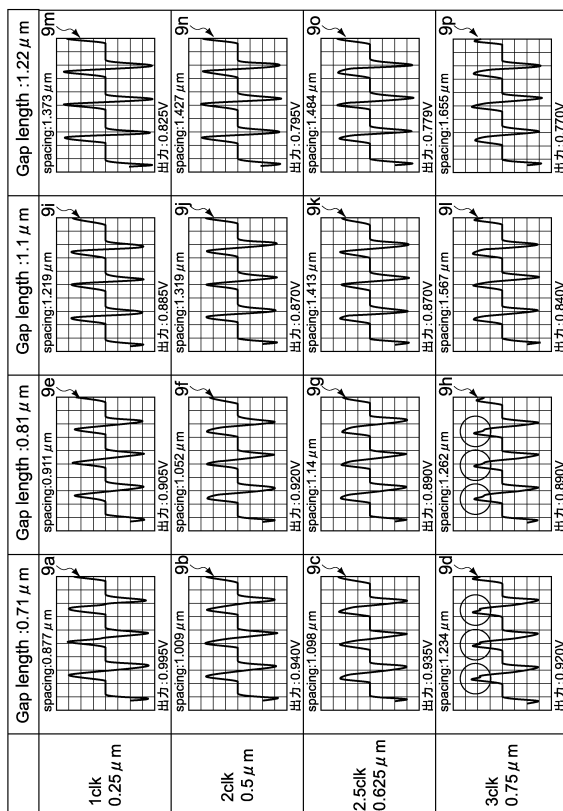 Gap length :0.71 μm
Gap length :0.81 μm
Gap length :1.1 μm
Gap length :1.22 μm
1clk
0.25 μm
9a
spacing:0.877 μm
出力:0.995V
9e
spacing:0.911 μm
出力:0.905V
9i
spacing:1.219 μm
出力:0.885V
9m
spacing:1.373 μm
出力:0.825V
2clk
0.5 μm
9b
spacing:1.009 μm
出力:0.940V
9f
spacing:1.052 μm
出力:0.920V
9j
spacing:1.319 μm
出力:0.870V
9n
spacing:1.427 μm
出力:0.795V
2.5clk
0.625 μm
9c
spacing:1.098 μm
出力:0.935V
9g
spacing:1.14 μm
出力:0.890V
9k
spacing:1.413 μm
出力:0.870V
9o
spacing:1.484 μm
出力:0.779V
3clk
0.75 μm
9d
spacing:1.234 μm
出力:0.920V
9h
spacing:1.262 μm
出力:0.890V
9l
spacing:1.567 μm
出力:0.840V
9p
spacing:1.655 μm
出力:0.770V